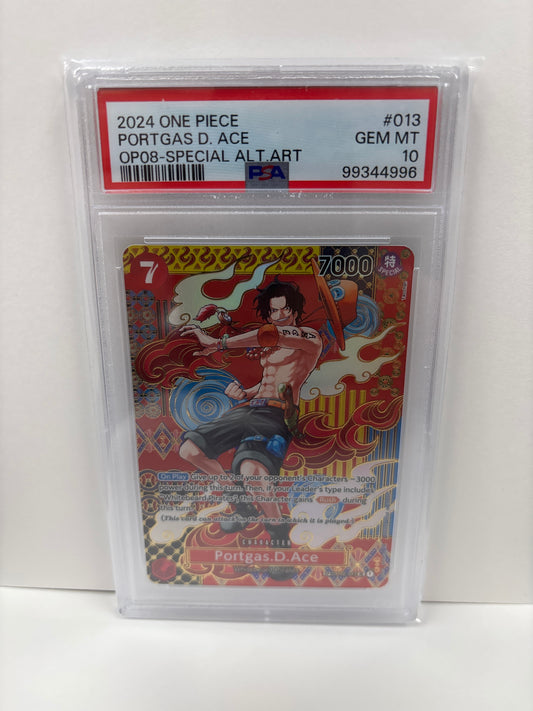 2024 ONE PIECE #013
PORTGAS D. ACE GEM MT
OP08-SPECIAL ALT.ART 10
PSA 99344996
7 7000 特
SPECIAL
On Play Give up to 2 of your opponent's Characters −3000
power during this turn. Then, if your Leader's type includes
"Whitebeard Pirates", this Character gains Rush during
this turn.
(This card can attack on the turn in which it is played.)
CHARACTER
Portgas.D.Ace